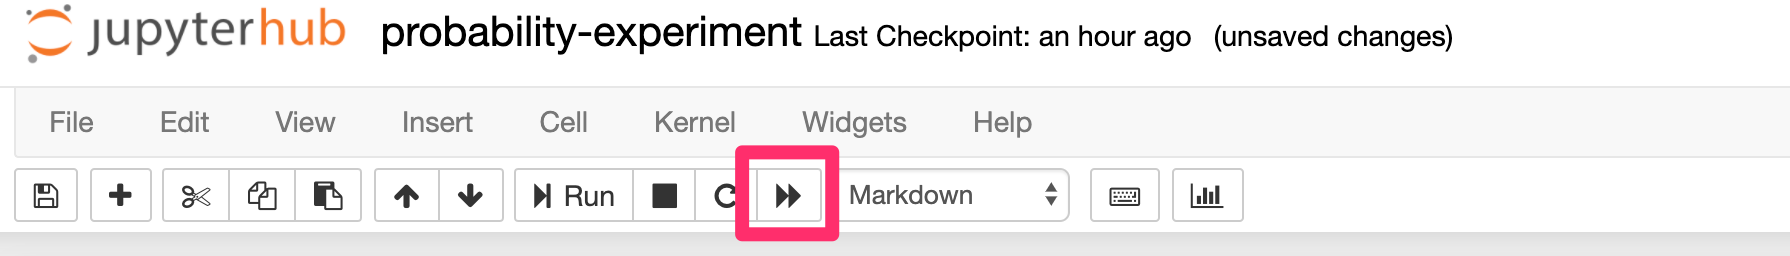 jupyterhub probability-experiment Last Checkpoint: an hour ago (unsaved changes)
File Edit View Insert Cell Kernel Widgets Help
Run Markdown